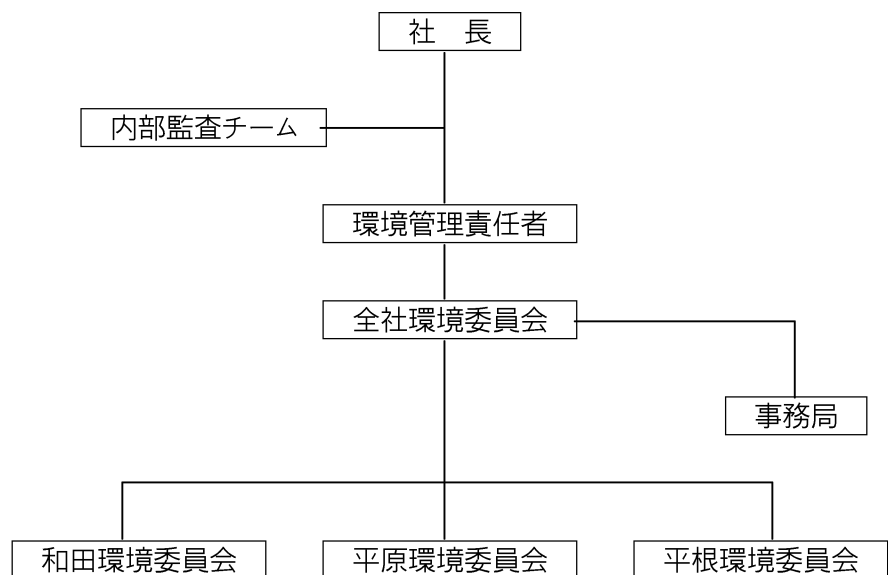 社　長
内部監査チーム
環境管理責任者
全社環境委員会
事務局
和田環境委員会
平原環境委員会
平根環境委員会